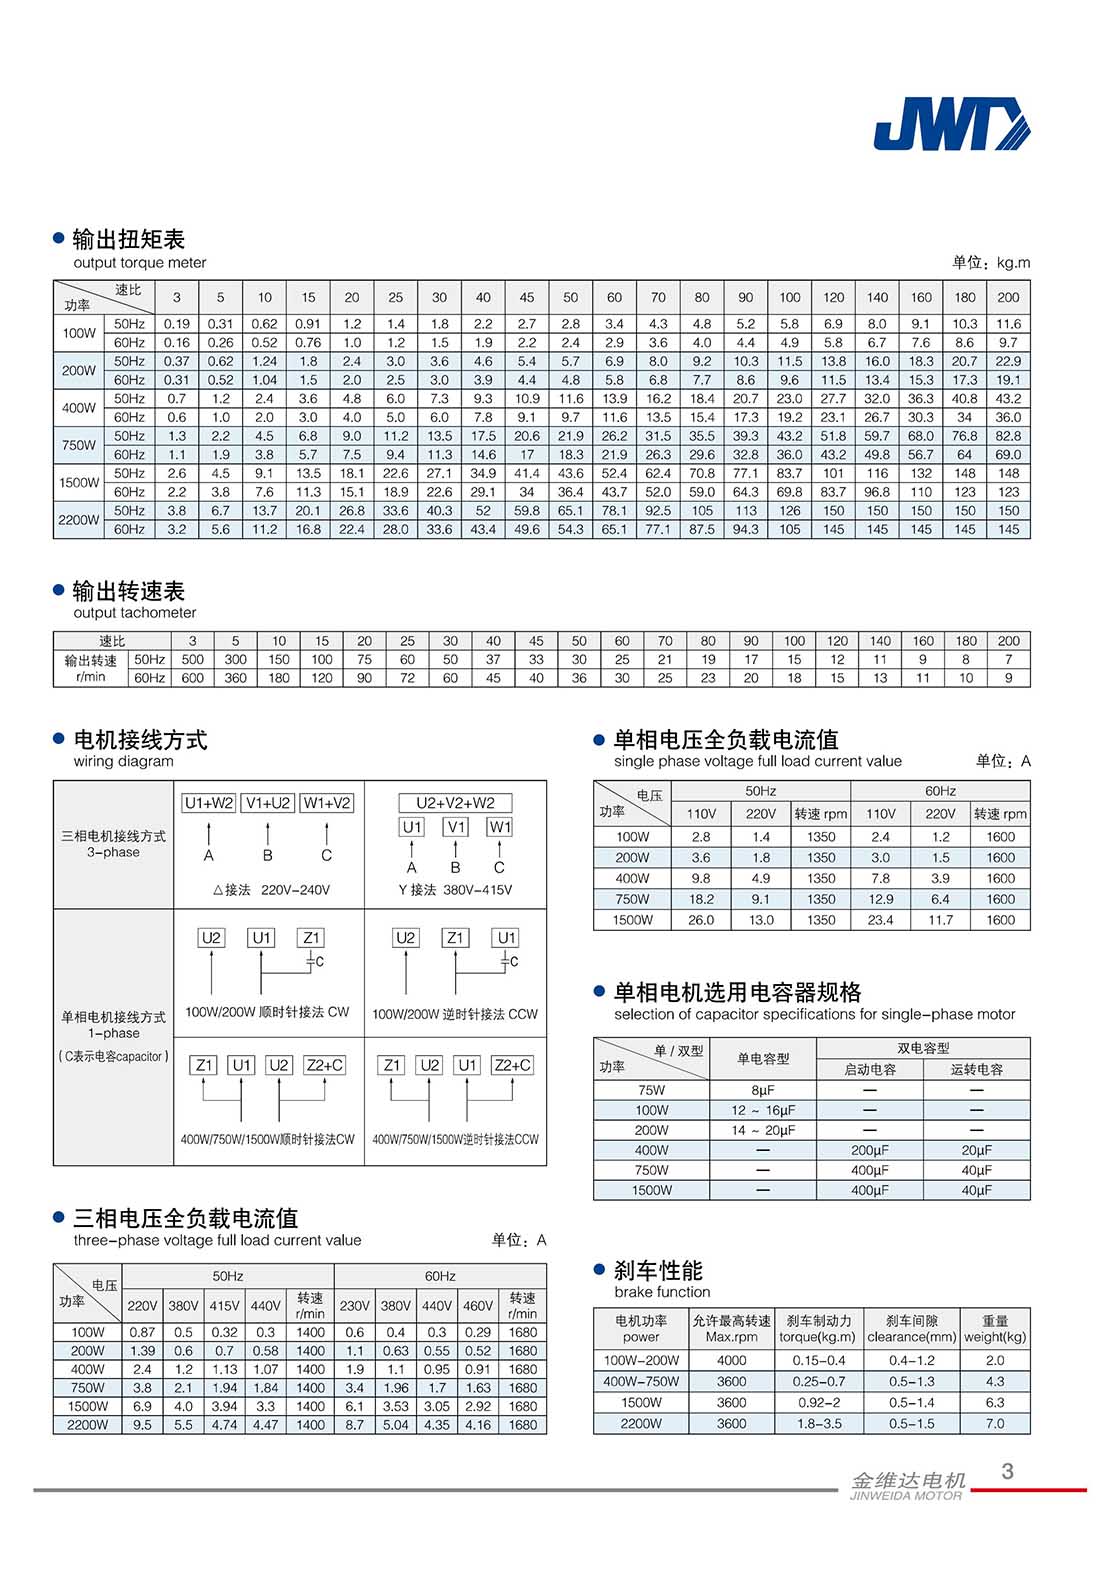 JWD
输出扭矩表
output torque meter
单位：kg.m
速比 功率 3 5 10 15 20 25 30 40 45 50 60 70 80 90 100 120 140 160 180 200
100W 50Hz 0.19 0.31 0.62 0.91 1.2 1.4 1.8 2.2 2.7 2.8 3.4 4.3 4.8 5.2 5.8 6.9 8.0 9.1 10.3 11.6
60Hz 0.16 0.26 0.52 0.76 1.0 1.2 1.5 1.9 2.2 2.4 2.9 3.6 4.0 4.4 4.9 5.8 6.7 7.6 8.6 9.7
200W 50Hz 0.37 0.62 1.24 1.8 2.4 3.0 3.6 4.6 5.4 5.7 6.9 8.0 9.2 10.3 11.5 13.8 16.0 18.3 20.7 22.9
60Hz 0.31 0.52 1.04 1.5 2.0 2.5 3.0 3.9 4.4 4.8 5.8 6.8 7.7 8.6 9.6 11.5 13.4 15.3 17.3 19.1
400W 50Hz 0.7 1.2 2.4 3.6 4.8 6.0 7.3 9.3 10.9 11.6 13.9 16.2 18.4 20.7 23.0 27.7 32.0 36.3 40.8 43.2
60Hz 0.6 1.0 2.0 3.0 4.0 5.0 6.0 7.8 9.1 9.7 11.6 13.5 15.4 17.3 19.2 23.1 26.7 30.3 34 36.0
750W 50Hz 1.3 2.2 4.5 6.8 9.0 11.2 13.5 17.5 20.6 21.9 26.2 31.5 35.5 39.3 43.2 51.8 59.7 68.0 76.8 82.8
60Hz 1.1 1.9 3.8 5.7 7.5 9.4 11.3 14.6 17 18.3 21.9 26.3 29.6 32.8 36.0 43.2 49.8 56.7 64 69.0
1500W 50Hz 2.6 4.5 9.1 13.5 18.1 22.6 27.1 34.9 41.4 43.6 52.4 62.4 70.8 77.1 83.7 101 116 132 148 148
60Hz 2.2 3.8 7.6 11.3 15.1 18.9 22.6 29.1 34 36.4 43.7 52.0 59.0 64.3 69.8 83.7 96.8 110 123 123
2200W 50Hz 3.8 6.7 13.7 20.1 26.8 33.6 40.3 52 59.8 65.1 78.1 92.5 105 113 126 150 150 150 150 150
60Hz 3.2 5.6 11.2 16.8 22.4 28.0 33.6 43.4 49.6 54.3 65.1 77.1 87.5 94.3 105 145 145 145 145 145
输出转速表
output tachometer
速比 3 5 10 15 20 25 30 40 45 50 60 70 80 90 100 120 140 160 180 200
输出转速 50Hz 500 300 150 100 75 60 50 37 33 30 25 21 19 17 15 12 11 9 8 7
r/min 60Hz 600 360 180 120 90 72 60 45 40 36 30 25 23 20 18 15 13 11 10 9
电机接线方式
wiring diagram
三相电机接线方式
3-phase
U1+W2 V1+U2 W1+V2
A B C
△接法 220V-240V
U2+V2+W2
U1 V1 W1
A B C
Y 接法 380V-415V
单相电机接线方式
1-phase
（C表示电容capacitor）
U2 U1 Z1
C
100W/200W 顺时针接法 CW
U2 Z1 U1
C
100W/200W 逆时针接法 CCW
Z1 U1 U2 Z2+C
400W/750W/1500W顺时针接法CW
Z1 U2 U1 Z2+C
400W/750W/1500W逆时针接法CCW
三相电压全负载电流值
three-phase voltage full load current value
单位：A
电压 功率 50Hz 60Hz
220V 380V 415V 440V 转速 r/min 230V 380V 440V 460V 转速 r/min
100W 0.87 0.5 0.32 0.3 1400 0.6 0.4 0.3 0.29 1680
200W 1.39 0.6 0.7 0.58 1400 1.1 0.63 0.55 0.52 1680
400W 2.4 1.2 1.13 1.07 1400 1.9 1.1 0.95 0.91 1680
750W 3.8 2.1 1.94 1.84 1400 3.4 1.96 1.7 1.63 1680
1500W 6.9 4.0 3.94 3.3 1400 6.1 3.53 3.05 2.92 1680
2200W 9.5 5.5 4.74 4.47 1400 8.7 5.04 4.35 4.16 1680
单相电压全负载电流值
single phase voltage full load current value
单位：A
电压 功率 50Hz 60Hz
110V 220V 转速 rpm 110V 220V 转速 rpm
100W 2.8 1.4 1350 2.4 1.2 1600
200W 3.6 1.8 1350 3.0 1.5 1600
400W 9.8 4.9 1350 7.8 3.9 1600
750W 18.2 9.1 1350 12.9 6.4 1600
1500W 26.0 13.0 1350 23.4 11.7 1600
单相电机选用电容器规格
selection of capacitor specifications for single-phase motor
单 / 双型 功率 单电容型 双电容型
启动电容 运转电容
75W 8μF — —
100W 12 ~ 16μF — —
200W 14 ~ 20μF — —
400W — 200μF 20μF
750W — 400μF 40μF
1500W — 400μF 40μF
刹车性能
brake function
电机功率 允许最高转速 刹车制动力 刹车间隙 重量
power Max.rpm torque(kg.m) clearance(mm) weight(kg)
100W-200W 4000 0.15-0.4 0.4-1.2 2.0
400W-750W 3600 0.25-0.7 0.5-1.3 4.3
1500W 3600 0.92-2 0.5-1.4 6.3
2200W 3600 1.8-3.5 0.5-1.5 7.0
金维达电机
JINWEIDA MOTOR
3